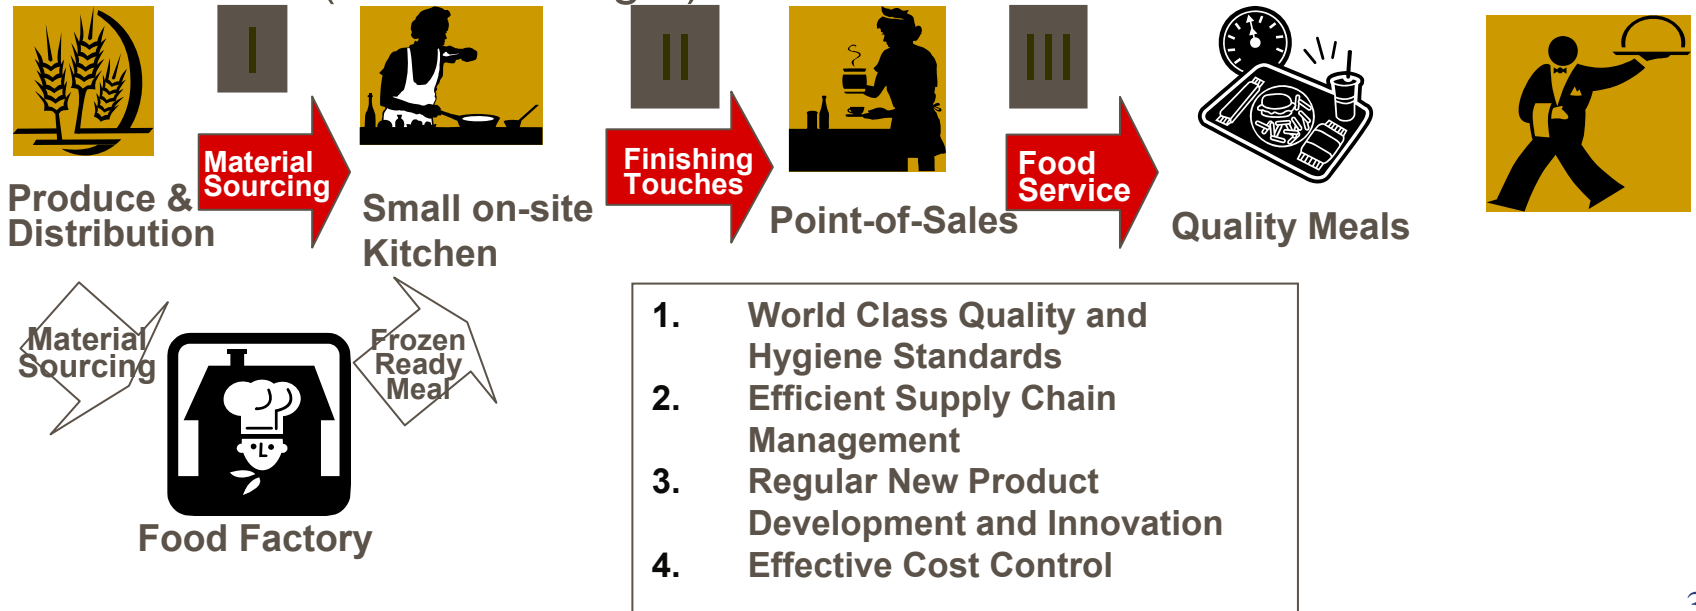 I
II
III
Material
Sourcing
Finishing
Touches
Food
Service
Produce &
Distribution
Small on-site
Kitchen
Point-of-Sales
Quality Meals
Material
Sourcing
Frozen
Ready
Meal
Food Factory
1. World Class Quality and
Hygiene Standards
2. Efficient Supply Chain
Management
3. Regular New Product
Development and Innovation
4. Effective Cost Control